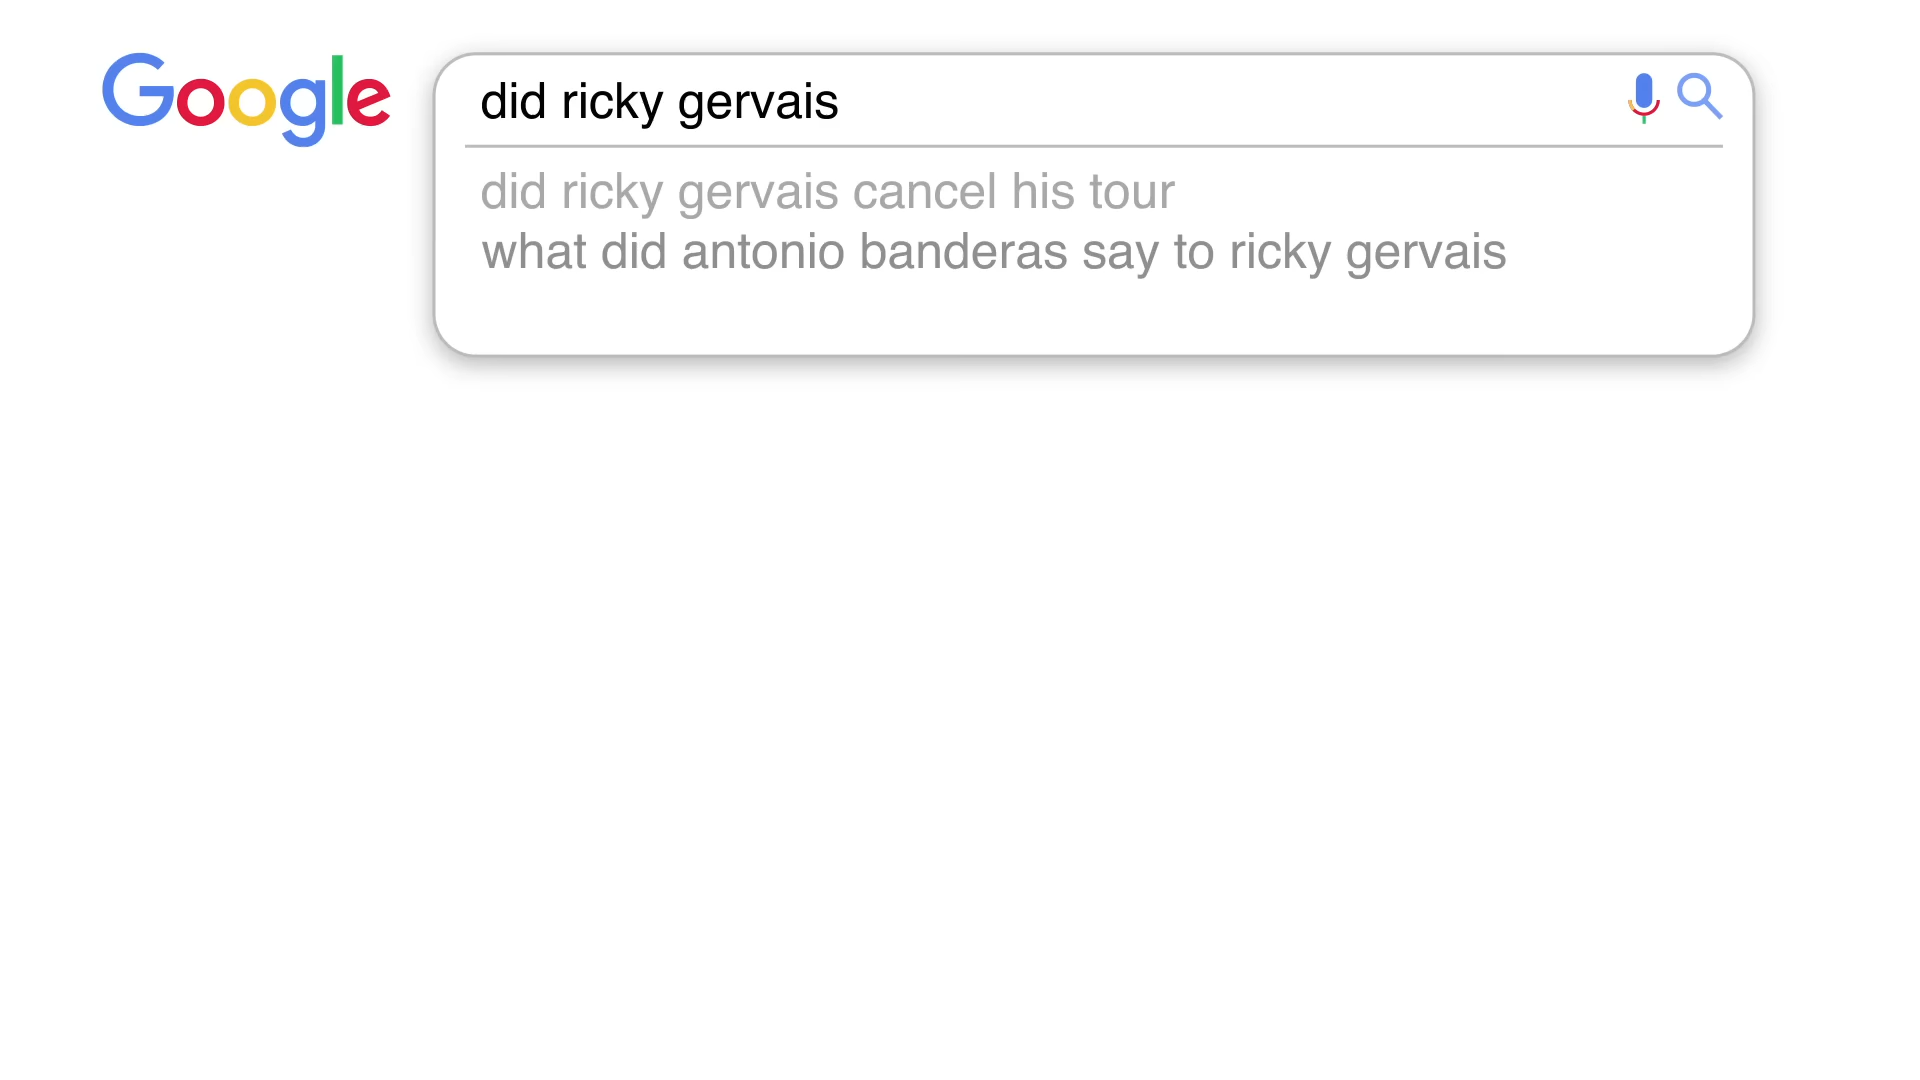 Google
did ricky gervais
did ricky gervais cancel his tour
what did antonio banderas say to ricky gervais